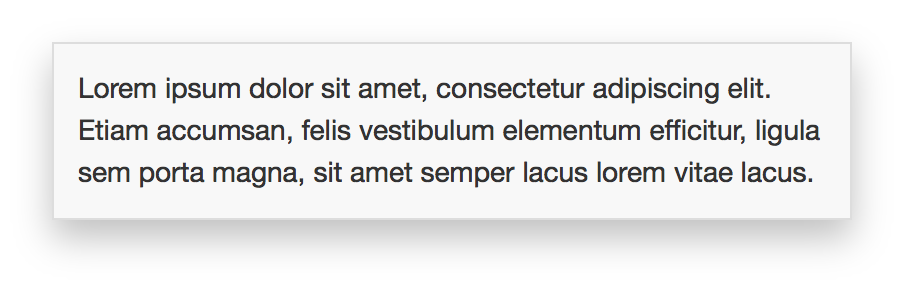 Lorem ipsum dolor sit amet, consectetur adipiscing elit.
Etiam accumsan, felis vestibulum elementum efficitur, ligula
sem porta magna, sit amet semper lacus lorem vitae lacus.